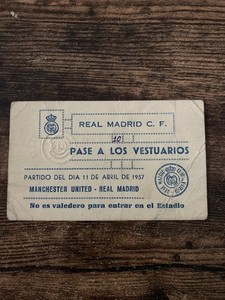 REAL MADRID C. F.
10
PASE A LOS VESTUARIOS
PARTIDO DEL DIA 11 DE ABRIL DE 1957
MANCHESTER UNITED - REAL MADRID
No es valedero para entrar en el Estadio